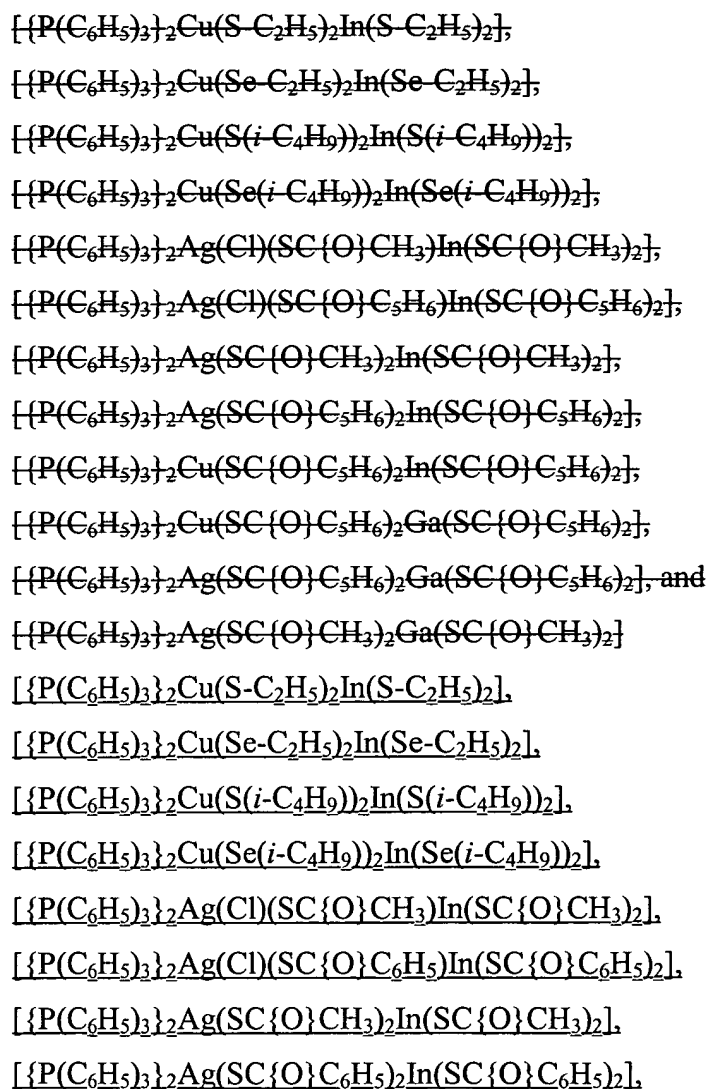 [{P(C₆H₅)₃}₂Cu(S-C₂H₅)₂In(S-C₂H₅)₂],
[{P(C₆H₅)₃}₂Cu(Se-C₂H₅)₂In(Se-C₂H₅)₂],
[{P(C₆H₅)₃}₂Cu(S(i-C₄H₉))₂In(S(i-C₄H₉))₂],
[{P(C₆H₅)₃}₂Cu(Se(i-C₄H₉))₂In(Se(i-C₄H₉))₂],
[{P(C₆H₅)₃}₂Ag(Cl)(SC{O}CH₃)In(SC{O}CH₃)₂],
[{P(C₆H₅)₃}₂Ag(Cl)(SC{O}C₅H₆)In(SC{O}C₅H₆)₂],
[{P(C₆H₅)₃}₂Ag(SC{O}CH₃)₂In(SC{O}CH₃)₂],
[{P(C₆H₅)₃}₂Ag(SC{O}C₅H₆)₂In(SC{O}C₅H₆)₂],
[{P(C₆H₅)₃}₂Cu(SC{O}C₅H₆)₂In(SC{O}C₅H₆)₂],
[{P(C₆H₅)₃}₂Cu(SC{O}C₅H₆)₂Ga(SC{O}C₅H₆)₂],
[{P(C₆H₅)₃}₂Ag(SC{O}C₅H₆)₂Ga(SC{O}C₅H₆)₂], and
[{P(C₆H₅)₃}₂Ag(SC{O}CH₃)₂Ga(SC{O}CH₃)₂]
[{P(C₆H₅)₃}₂Cu(S-C₂H₅)₂In(S-C₂H₅)₂],
[{P(C₆H₅)₃}₂Cu(Se-C₂H₅)₂In(Se-C₂H₅)₂],
[{P(C₆H₅)₃}₂Cu(S(i-C₄H₉))₂In(S(i-C₄H₉))₂],
[{P(C₆H₅)₃}₂Cu(Se(i-C₄H₉))₂In(Se(i-C₄H₉))₂],
[{P(C₆H₅)₃}₂Ag(Cl)(SC{O}CH₃)In(SC{O}CH₃)₂],
[{P(C₆H₅)₃}₂Ag(Cl)(SC{O}C₆H₅)In(SC{O}C₆H₅)₂],
[{P(C₆H₅)₃}₂Ag(SC{O}CH₃)₂In(SC{O}CH₃)₂],
[{P(C₆H₅)₃}₂Ag(SC{O}C₆H₅)₂In(SC{O}C₆H₅)₂],